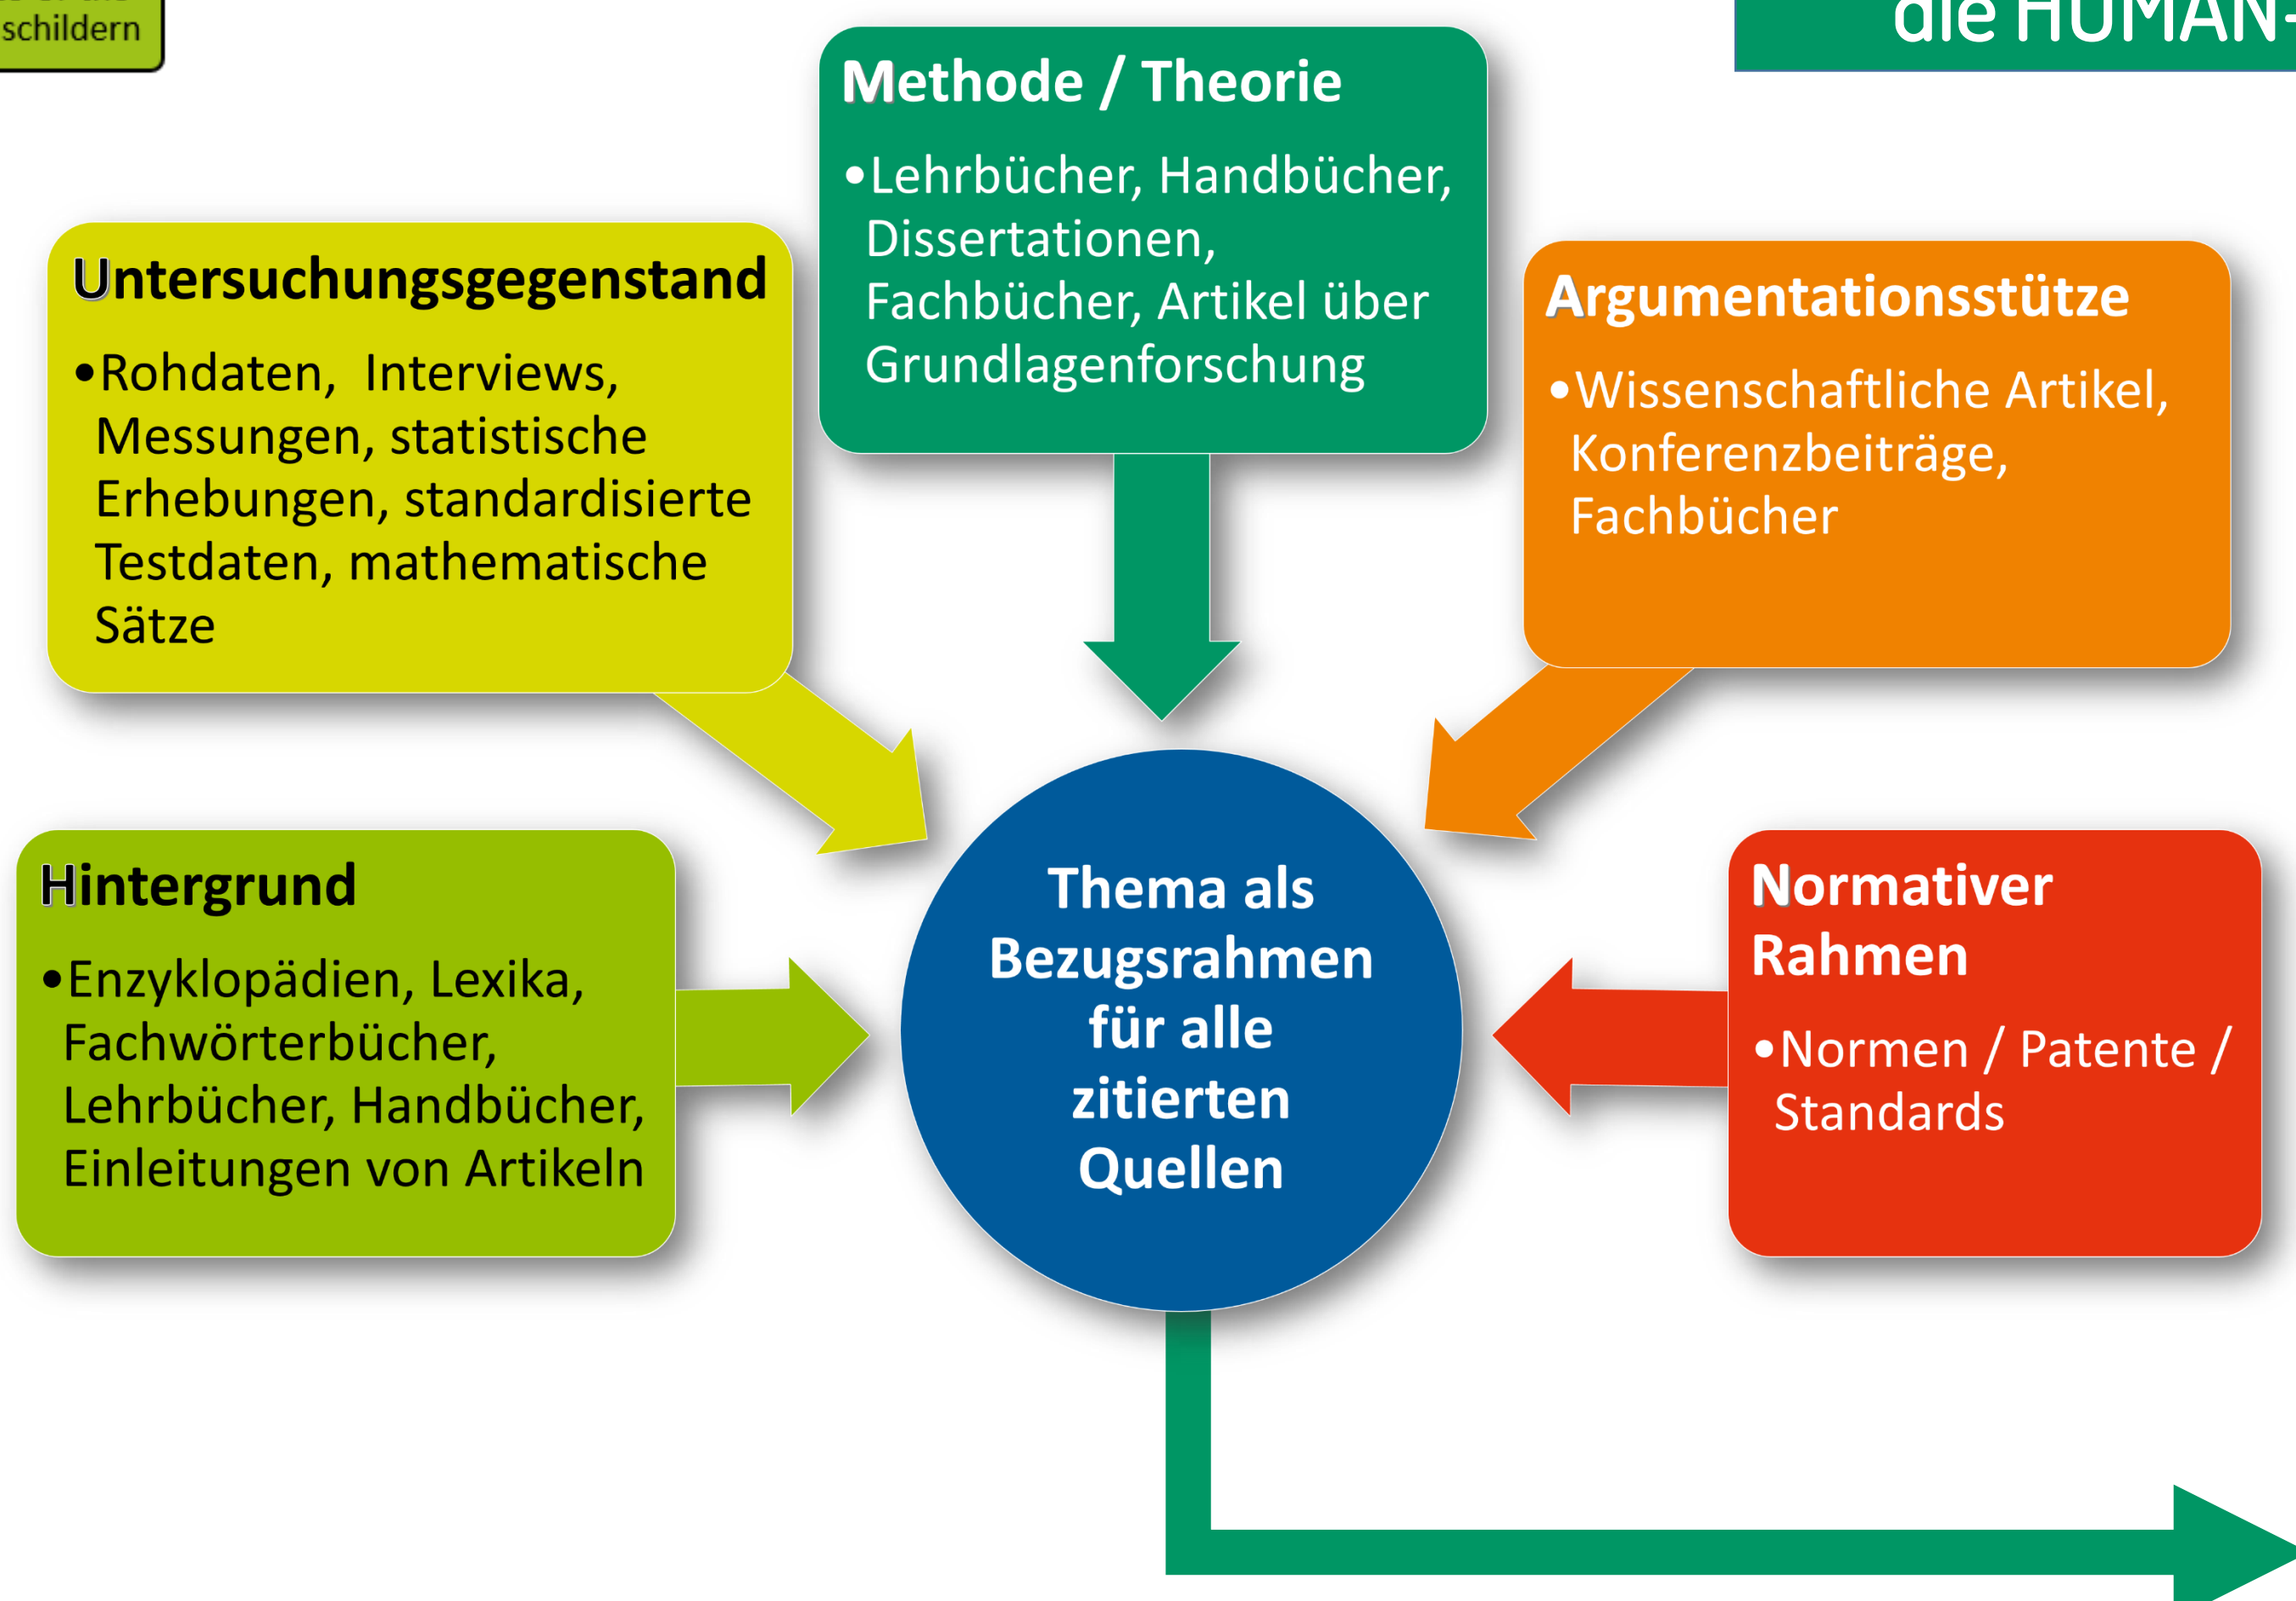 schildern
die HUMAN-
Methode / Theorie
•Lehrbücher, Handbücher,
Dissertationen,
Fachbücher, Artikel über
Grundlagenforschung
Untersuchungsgegenstand
•Rohdaten, Interviews,
Messungen, statistische
Erhebungen, standardisierte
Testdaten, mathematische
Sätze
Argumentationsstütze
•Wissenschaftliche Artikel,
Konferenzbeiträge,
Fachbücher
Hintergrund
•Enzyklopädien, Lexika,
Fachwörterbücher,
Lehrbücher, Handbücher,
Einleitungen von Artikeln
Thema als
Bezugsrahmen
für alle
zitierten
Quellen
Normativer
Rahmen
•Normen / Patente /
Standards